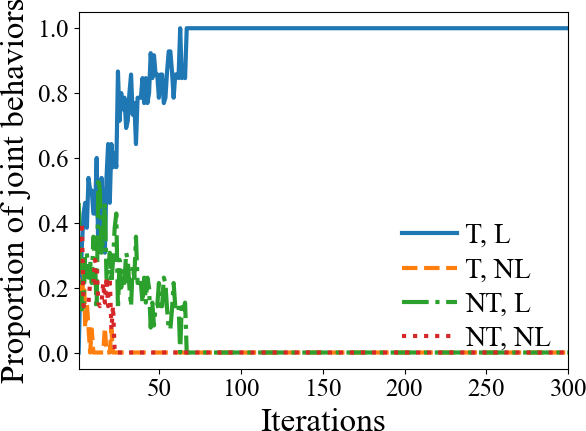 Proportion of joint behaviors
1.0
0.8
0.6
0.4
0.2
0.0
T, L
T, NL
NT, L
NT, NL
50 100 150 200 250 300
Iterations